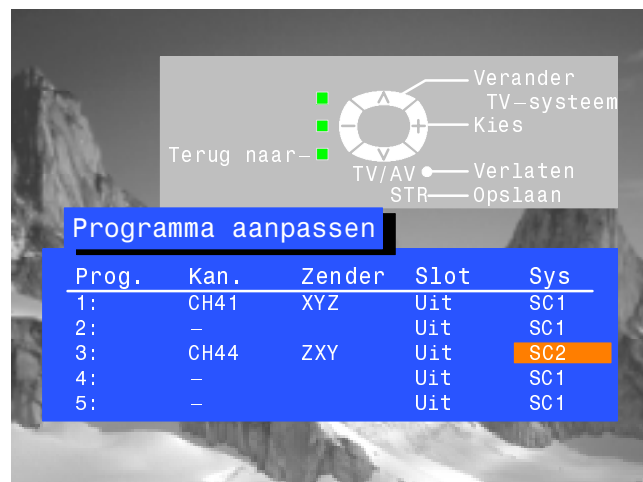 Verander
TV–systeem
Kies
Terug naar–
TV/AV Verlaten
STR Opslaan
Programma aanpassen
Prog. Kan. Zender Slot Sys
1: CH41 XYZ Uit SC1
2: – Uit SC1
3: CH44 ZXY Uit SC2
4: – Uit SC1
5: – Uit SC1